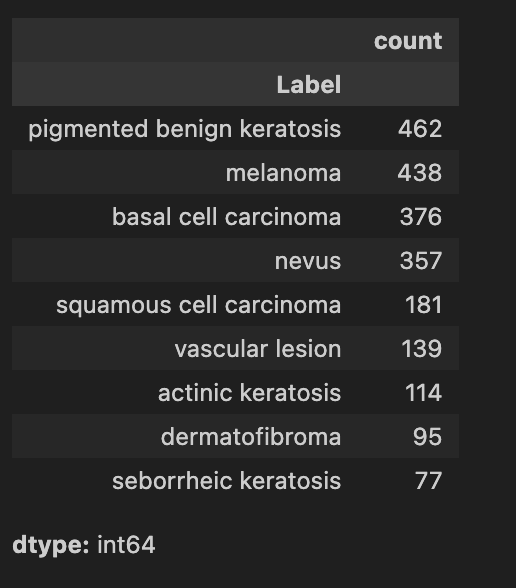 count
Label
pigmented benign keratosis 462
melanoma 438
basal cell carcinoma 376
nevus 357
squamous cell carcinoma 181
vascular lesion 139
actinic keratosis 114
dermatofibroma 95
seborrheic keratosis 77
dtype: int64